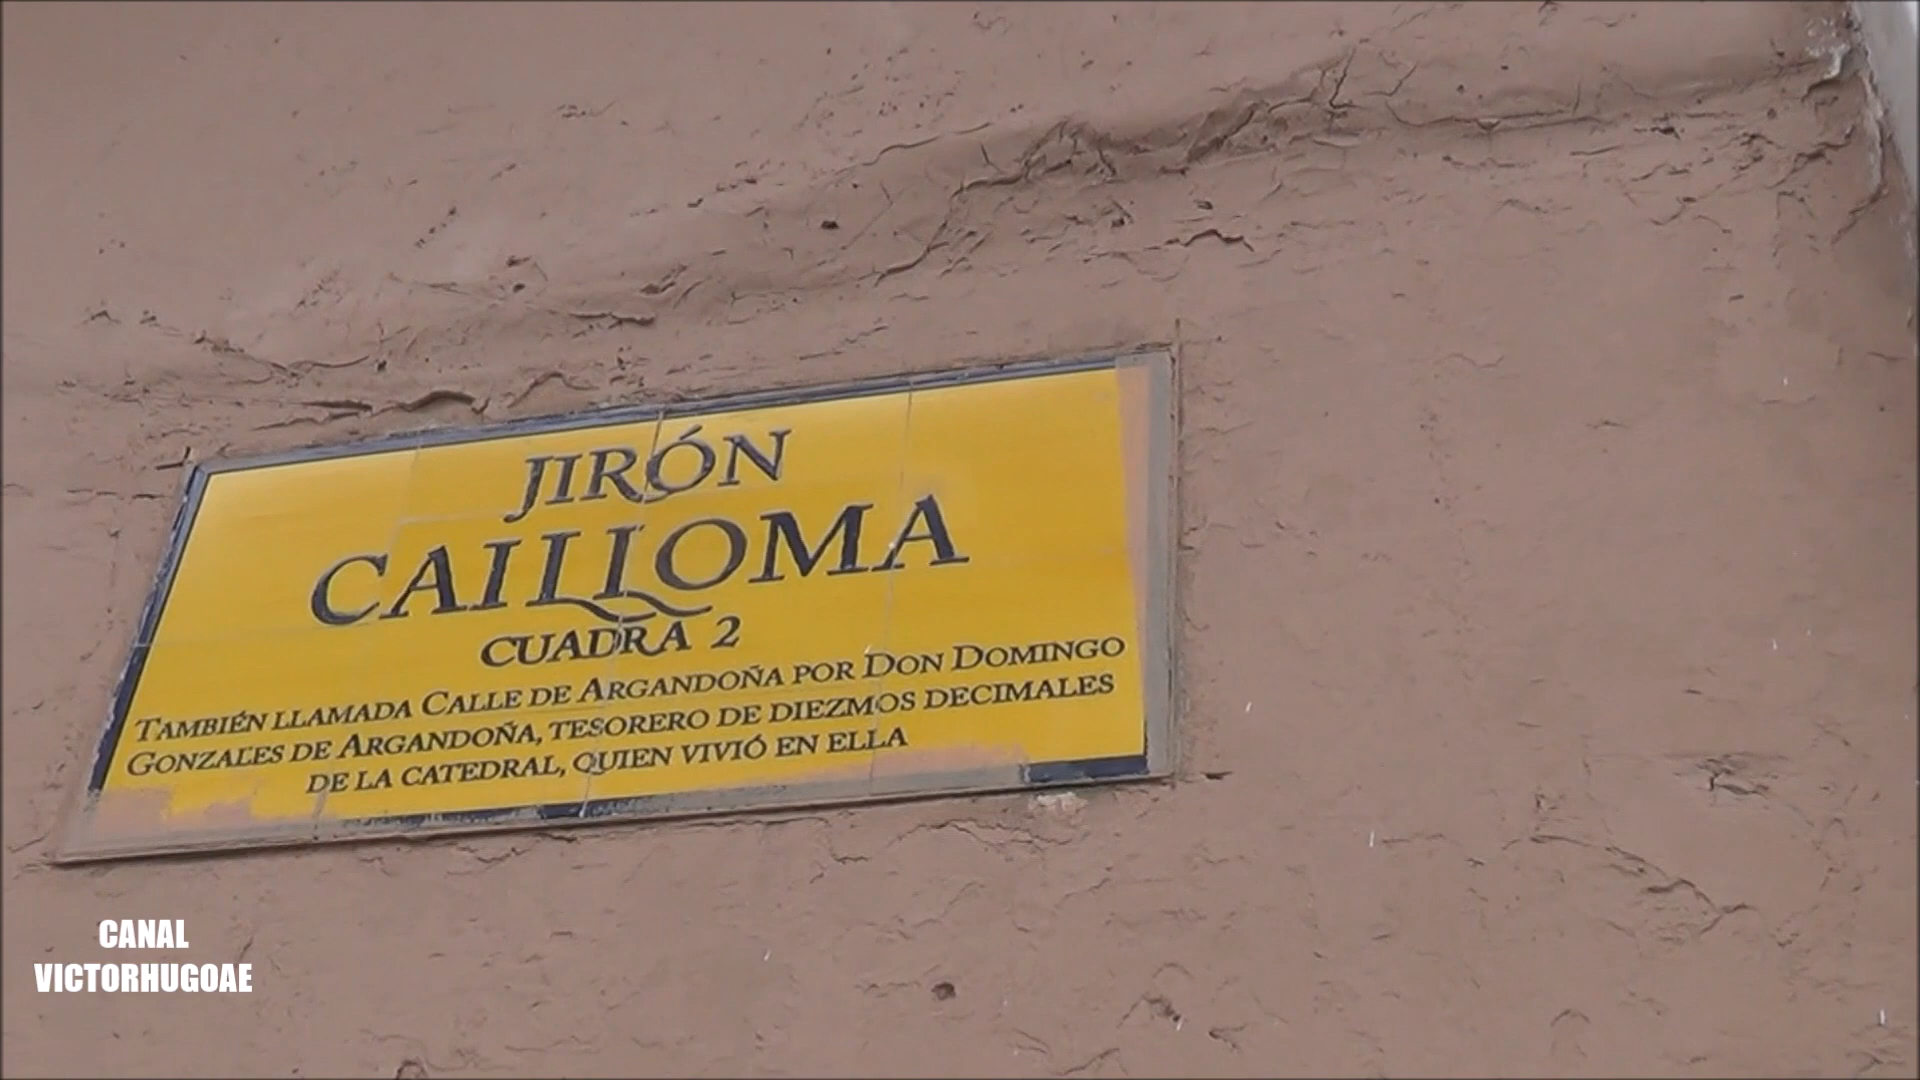 JIRÓN
CAILLOMA
CUADRA 2
TAMBIÉN LLAMADA CALLE DE ARGANDOÑA POR DON DOMINGO
GONZALES DE ARGANDOÑA, TESORERO DE DIEZMOS DECIMALES
DE LA CATEDRAL, QUIEN VIVIÓ EN ELLA
CANAL
VICTORHUGOAE